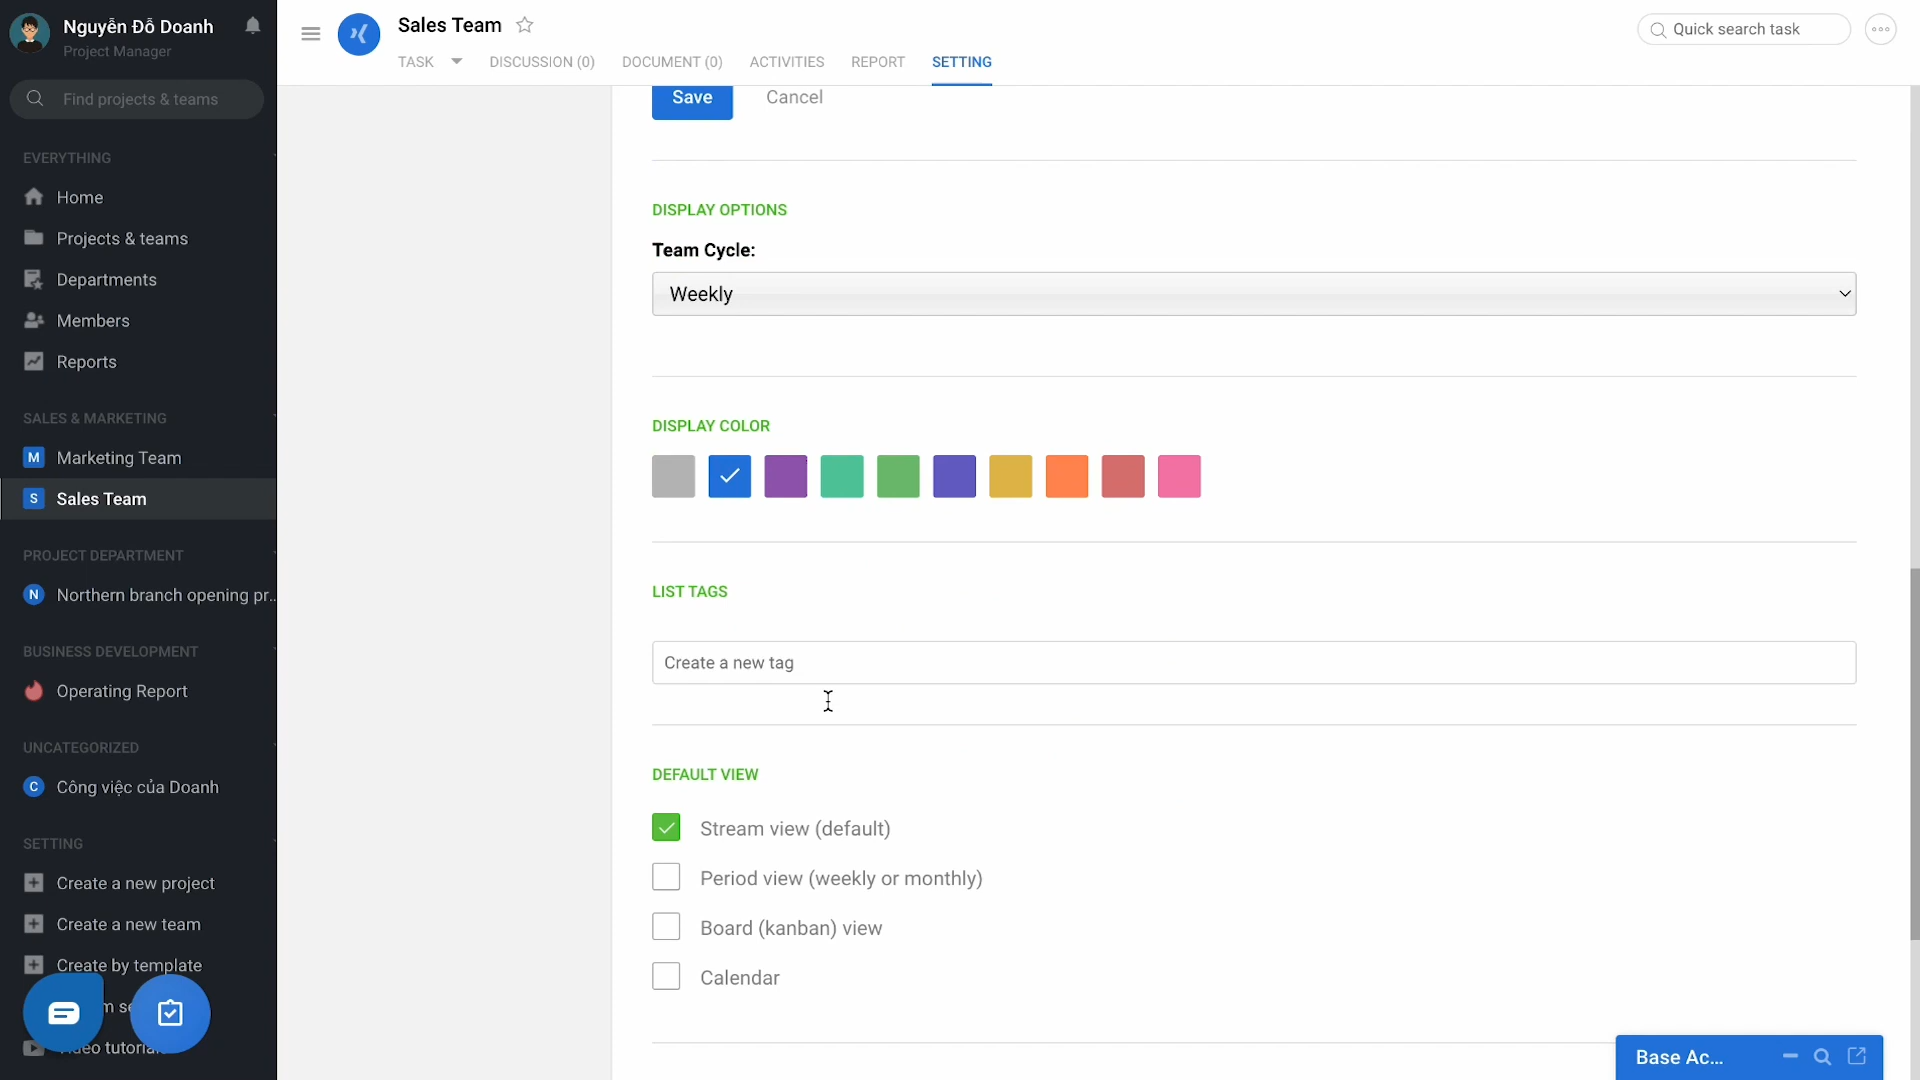 Nguyễn Đỗ Doanh
Project Manager
Find projects & teams
EVERYTHING
Home
Projects & teams
Departments
Members
Reports
SALES & MARKETING
M Marketing Team
S Sales Team
PROJECT DEPARTMENT
N Northern branch opening pr...
BUSINESS DEVELOPMENT
Operating Report
UNCATEGORIZED
C Công việc của Doanh
SETTING
Create a new project
Create a new team
Create by template
Sales Team
Quick search task
TASK DISCUSSION (0) DOCUMENT (0) ACTIVITIES REPORT SETTING
Save Cancel
DISPLAY OPTIONS
Team Cycle:
Weekly
DISPLAY COLOR
LIST TAGS
Create a new tag
DEFAULT VIEW
Stream view (default)
Period view (weekly or monthly)
Board (kanban) view
Calendar
Base Ac...